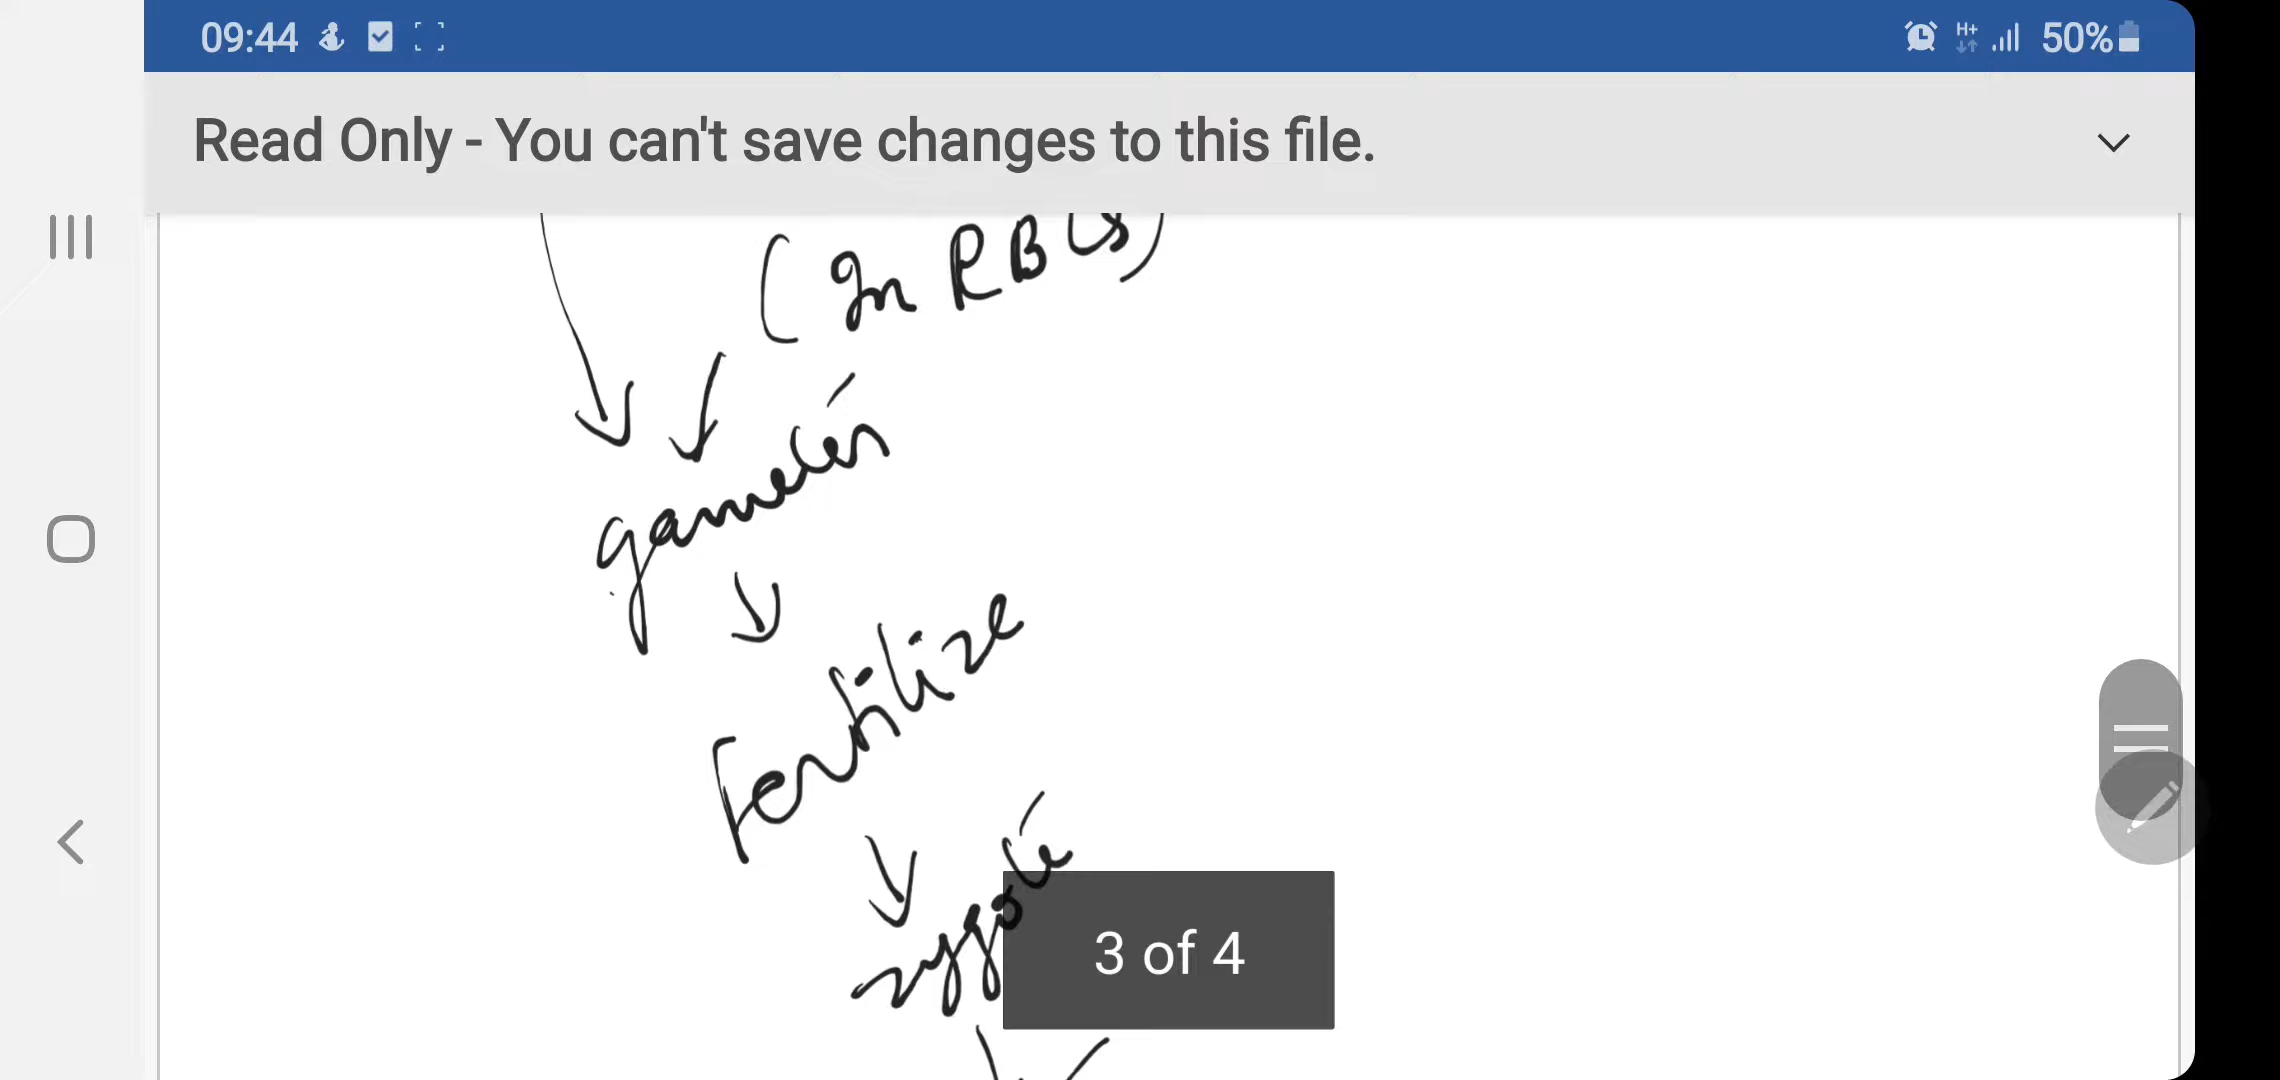 09:44
H+
50%
Read Only - You can't save changes to this file.
(In RBCs)
gametes
Fertilize
zygote
3 of 4